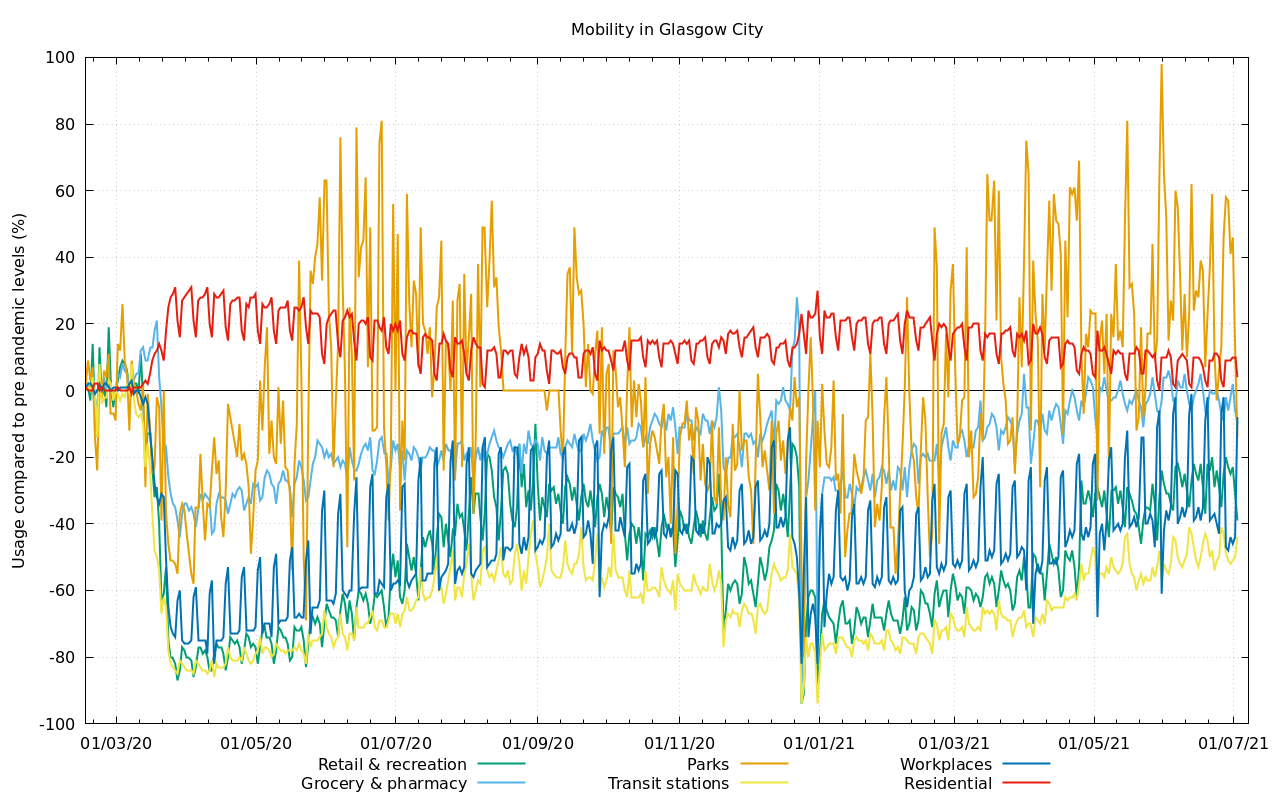 Mobility in Glasgow City
Usage compared to pre pandemic levels (%)
100
80
60
40
20
0
-20
-40
-60
-80
-100
01/03/20 01/05/20 01/07/20 01/09/20 01/11/20 01/01/21 01/03/21 01/05/21 01/07/21
Retail & recreation Parks Workplaces
Grocery & pharmacy Transit stations Residential